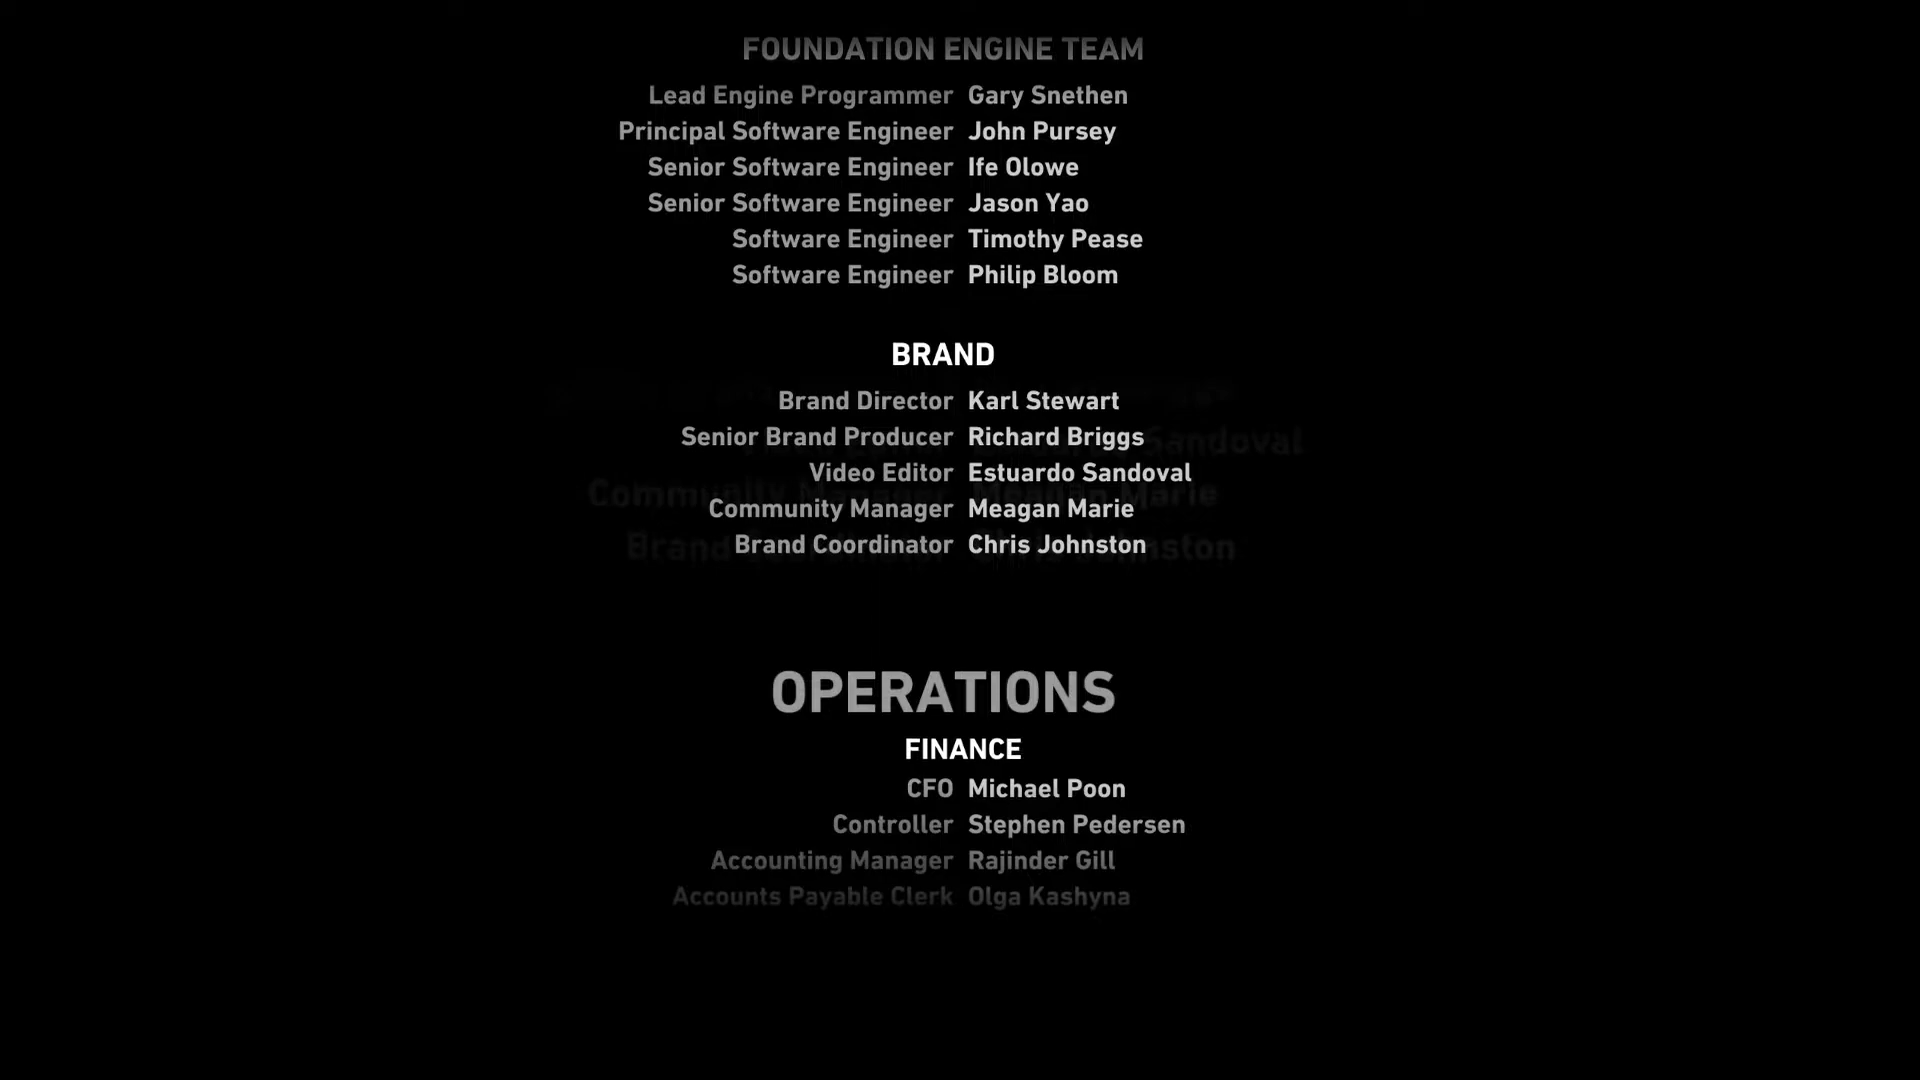 FOUNDATION ENGINE TEAM
Lead Engine Programmer Gary Snethen
Principal Software Engineer John Pursey
Senior Software Engineer Ife Olowe
Senior Software Engineer Jason Yao
Software Engineer Timothy Pease
Software Engineer Philip Bloom
BRAND
Brand Director Karl Stewart
Senior Brand Producer Richard Briggs
Video Editor Estuardo Sandoval
Community Manager Meagan Marie
Brand Coordinator Chris Johnston
OPERATIONS
FINANCE
CFO Michael Poon
Controller Stephen Pedersen
Accounting Manager Rajinder Gill
Accounts Payable Clerk Olga Kashyna